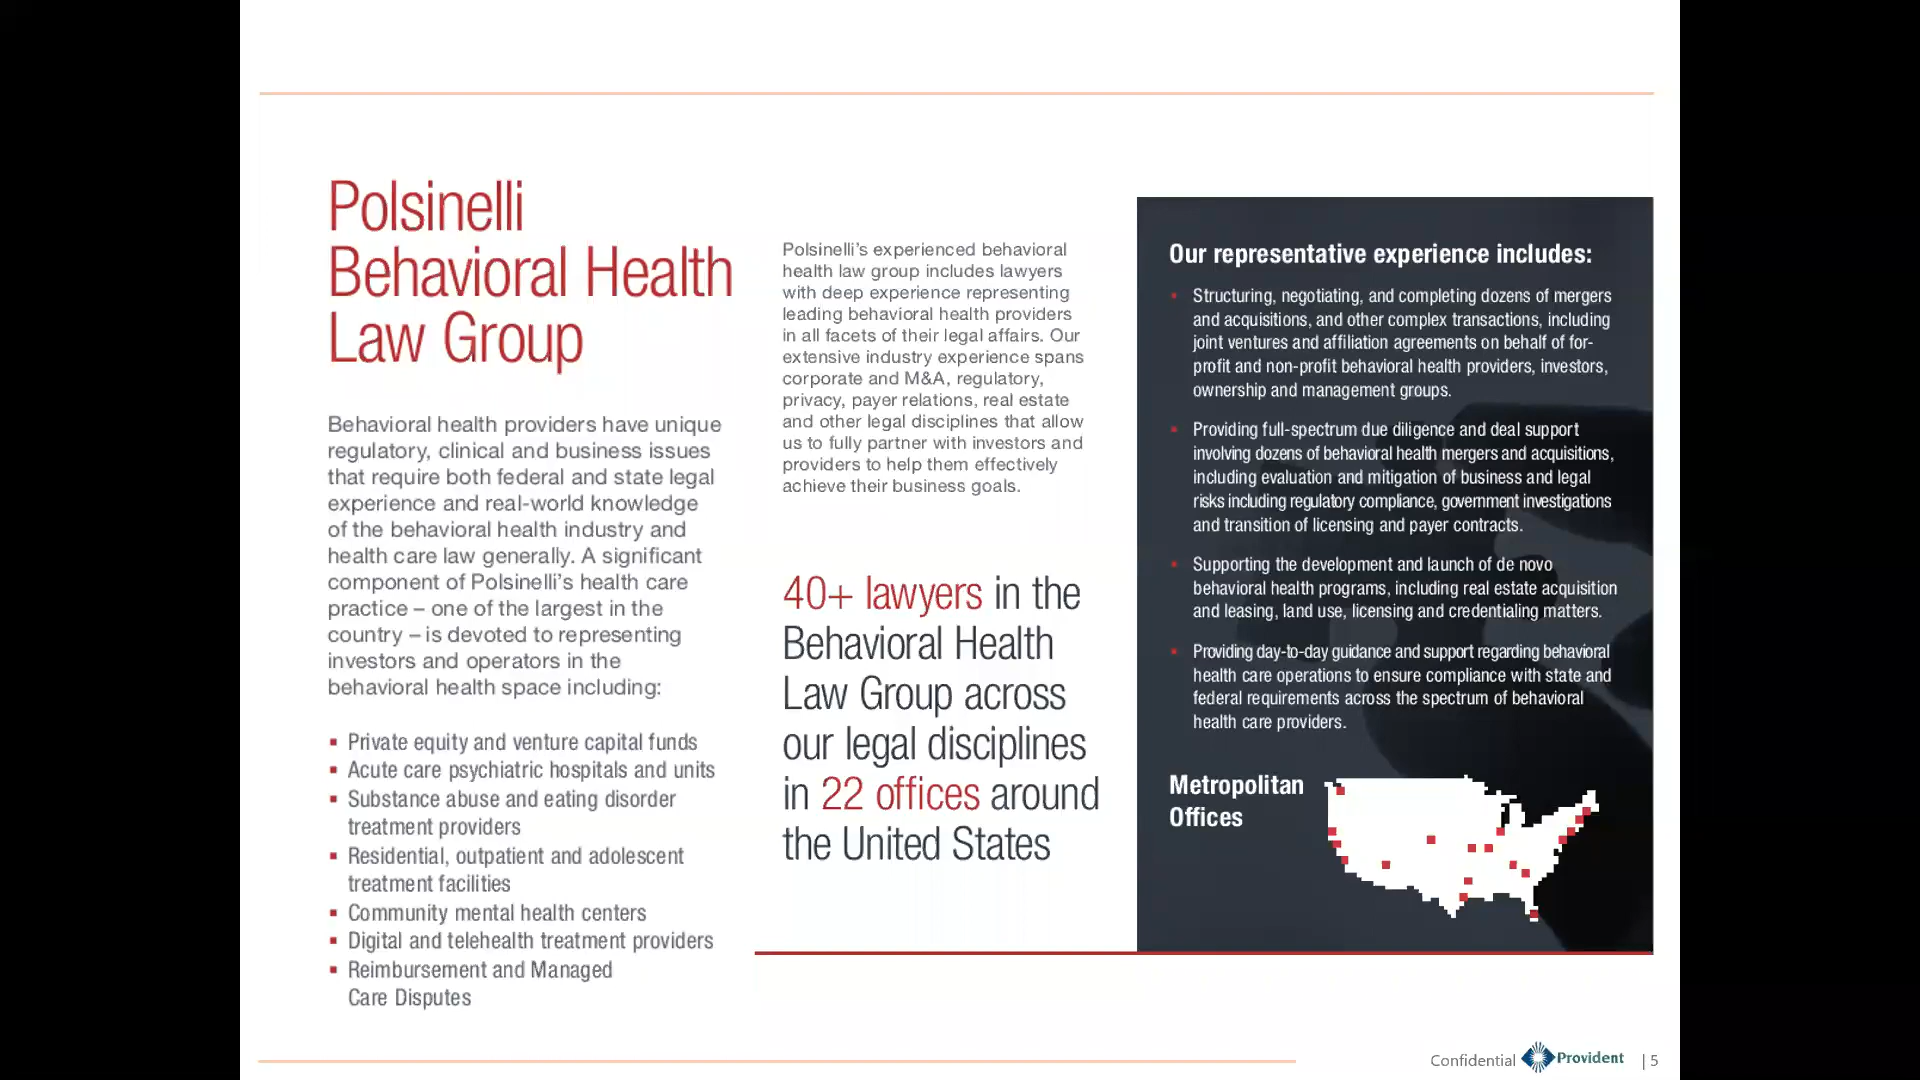 Polsinelli
Behavioral Health
Law Group
Behavioral health providers have unique
regulatory, clinical and business issues
that require both federal and state legal
experience and real-world knowledge
of the behavioral health industry and
health care law generally. A significant
component of Polsinelli's health care
practice – one of the largest in the
country – is devoted to representing
investors and operators in the
behavioral health space including:
▪ Private equity and venture capital funds
▪ Acute care psychiatric hospitals and units
▪ Substance abuse and eating disorder
treatment providers
▪ Residential, outpatient and adolescent
treatment facilities
▪ Community mental health centers
▪ Digital and telehealth treatment providers
▪ Reimbursement and Managed
Care Disputes
Polsinelli's experienced behavioral
health law group includes lawyers
with deep experience representing
leading behavioral health providers
in all facets of their legal affairs. Our
extensive industry experience spans
corporate and M&A, regulatory,
privacy, payer relations, real estate
and other legal disciplines that allow
us to fully partner with investors and
providers to help them effectively
achieve their business goals.
40+ lawyers in the
Behavioral Health
Law Group across
our legal disciplines
in 22 offices around
the United States
Our representative experience includes:
▪ Structuring, negotiating, and completing dozens of mergers
and acquisitions, and other complex transactions, including
joint ventures and affiliation agreements on behalf of for-
profit and non-profit behavioral health providers, investors,
ownership and management groups.
▪ Providing full-spectrum due diligence and deal support
involving dozens of behavioral health mergers and acquisitions,
including evaluation and mitigation of business and legal
risks including regulatory compliance, government investigations
and transition of licensing and payer contracts.
▪ Supporting the development and launch of de novo
behavioral health programs, including real estate acquisition
and leasing, land use, licensing and credentialing matters.
▪ Providing day-to-day guidance and support regarding behavioral
health care operations to ensure compliance with state and
federal requirements across the spectrum of behavioral
health care providers.
Metropolitan
Offices
Confidential Provident | 5